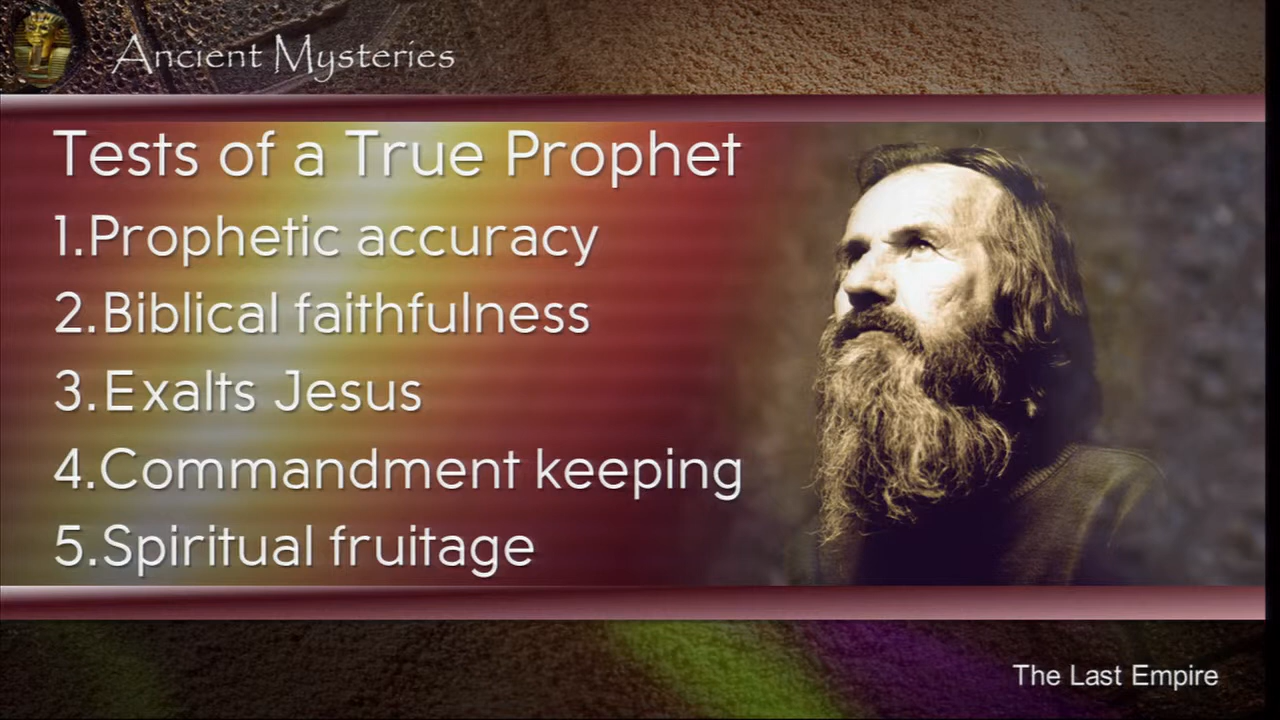 Ancient Mysteries
Tests of a True Prophet
1.Prophetic accuracy
2.Biblical faithfulness
3.Exalts Jesus
4.Commandment keeping
5.Spiritual fruitage
The Last Empire